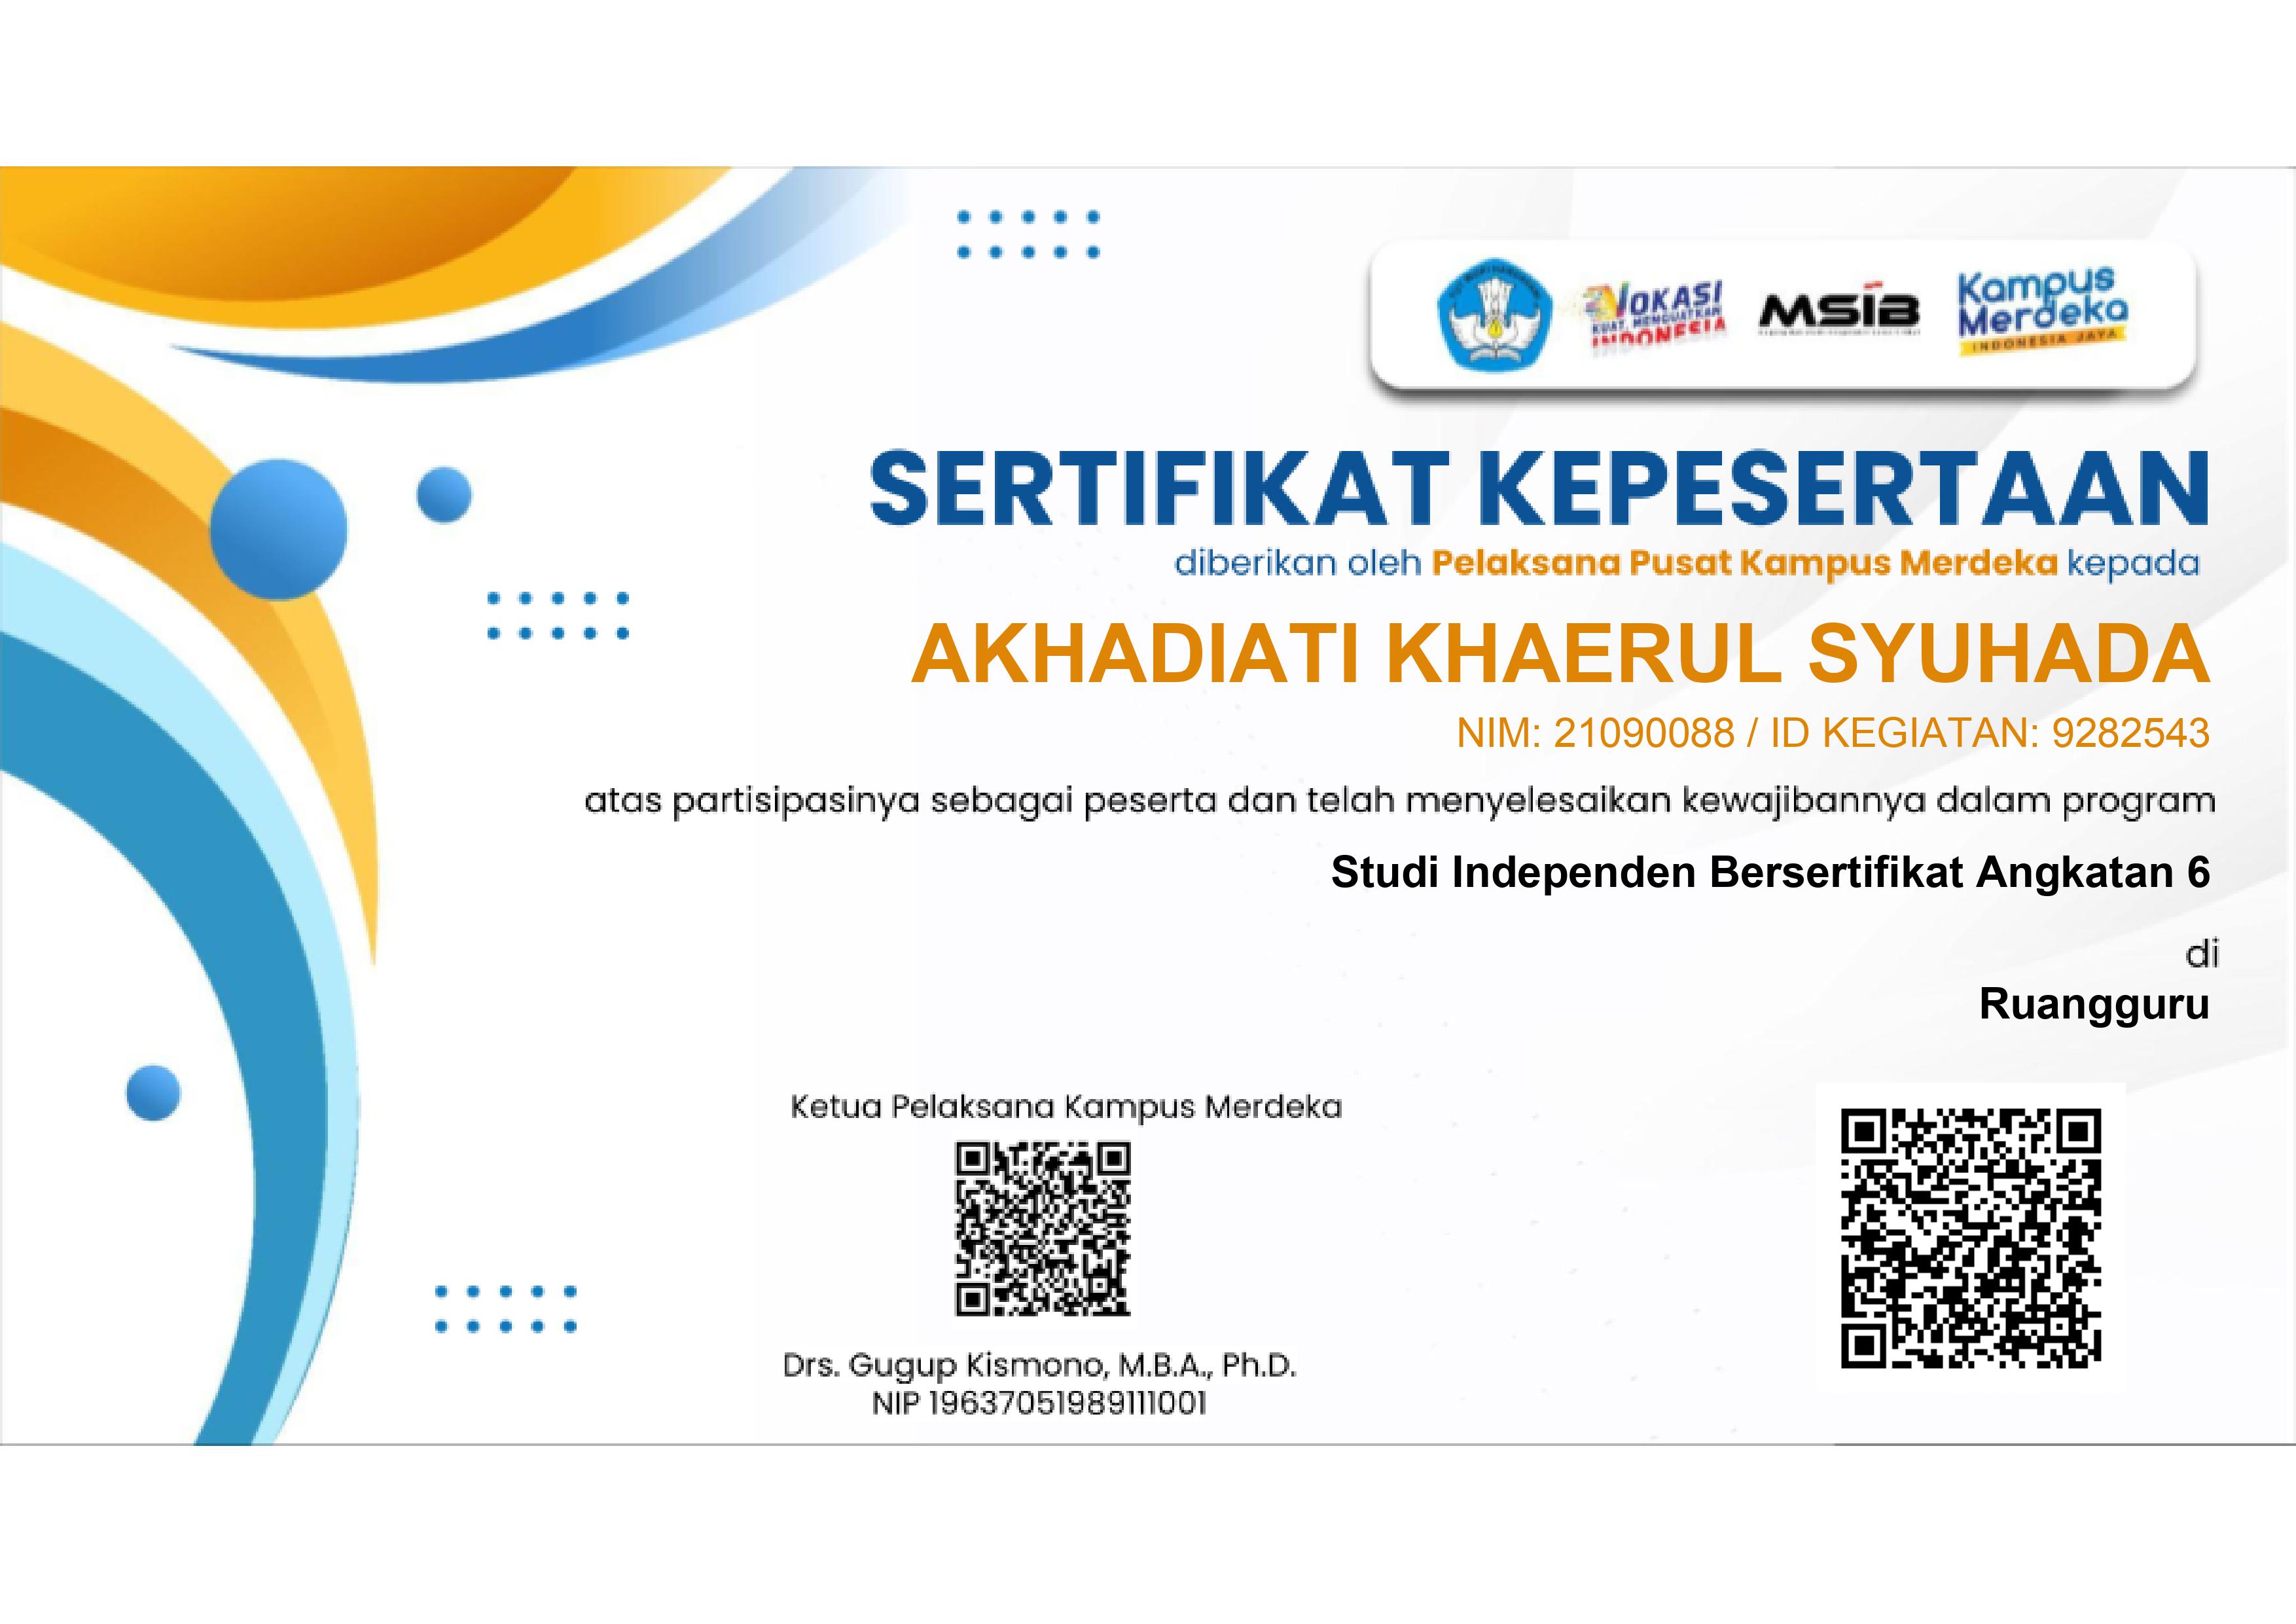 VOKASI
KUAT, MENGUATKAN
INDONESIA
MSIB
Kampus
Merdeka
INDONESIA JAYA
SERTIFIKAT KEPESERTAAN
diberikan oleh Pelaksana Pusat Kampus Merdeka kepada
AKHADIATI KHAERUL SYUHADA
NIM: 21090088 / ID KEGIATAN: 9282543
atas partisipasinya sebagai peserta dan telah menyelesaikan kewajibannya dalam program
Studi Independen Bersertifikat Angkatan 6
di
Ruangguru
Ketua Pelaksana Kampus Merdeka
Drs. Gugup Kismono, M.B.A., Ph.D.
NIP 19637051989111001